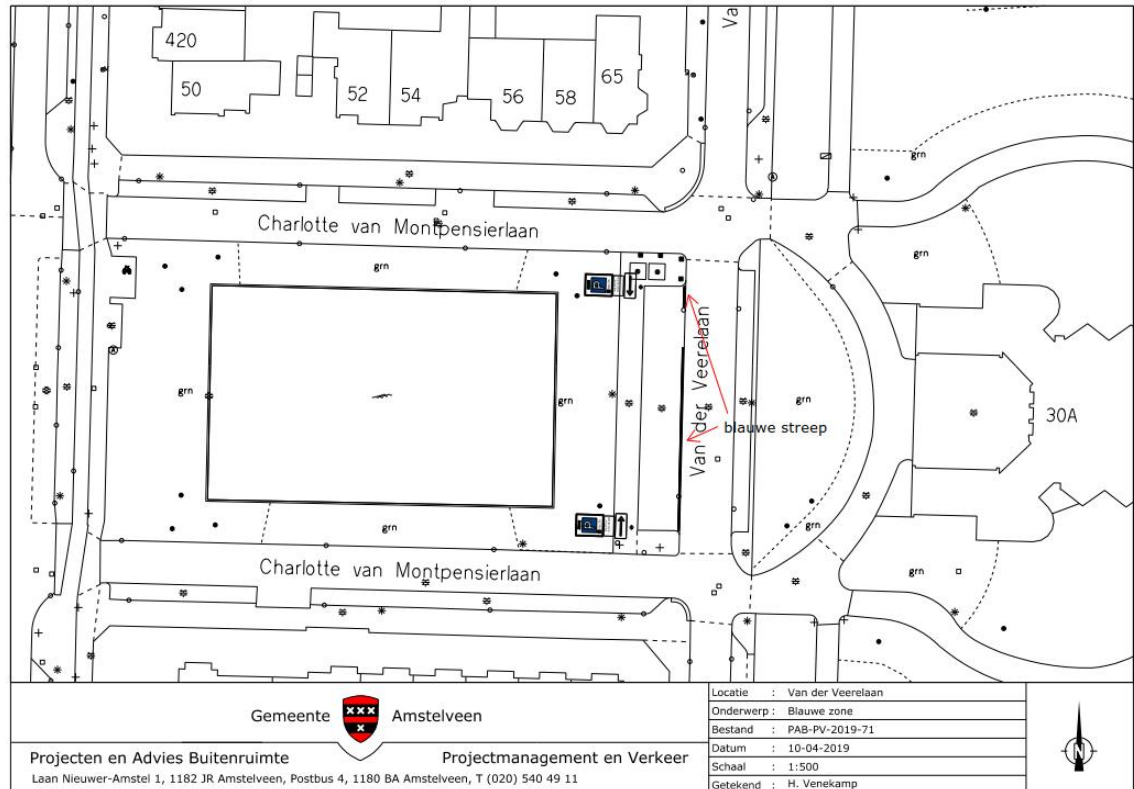 Va
420
50
52
54
56
58
65
grn
Charlotte van Montpensierlaan
grn
grn
P
grn
grn
Van der Veerelaan
grn
blauwe streep
30A
P
grn
grn
Charlotte van Montpensierlaan
grn
Gemeente Amstelveen
Projecten en Advies Buitenruimte
Projectmanagement en Verkeer
Laan Nieuwer-Amstel 1, 1182 JR Amstelveen, Postbus 4, 1180 BA Amstelveen, T (020) 540 49 11
Locatie : Van der Veerelaan
Onderwerp : Blauwe zone
Bestand : PAB-PV-2019-71
Datum : 10-04-2019
Schaal : 1:500
Getekend : H. Venekamp
N